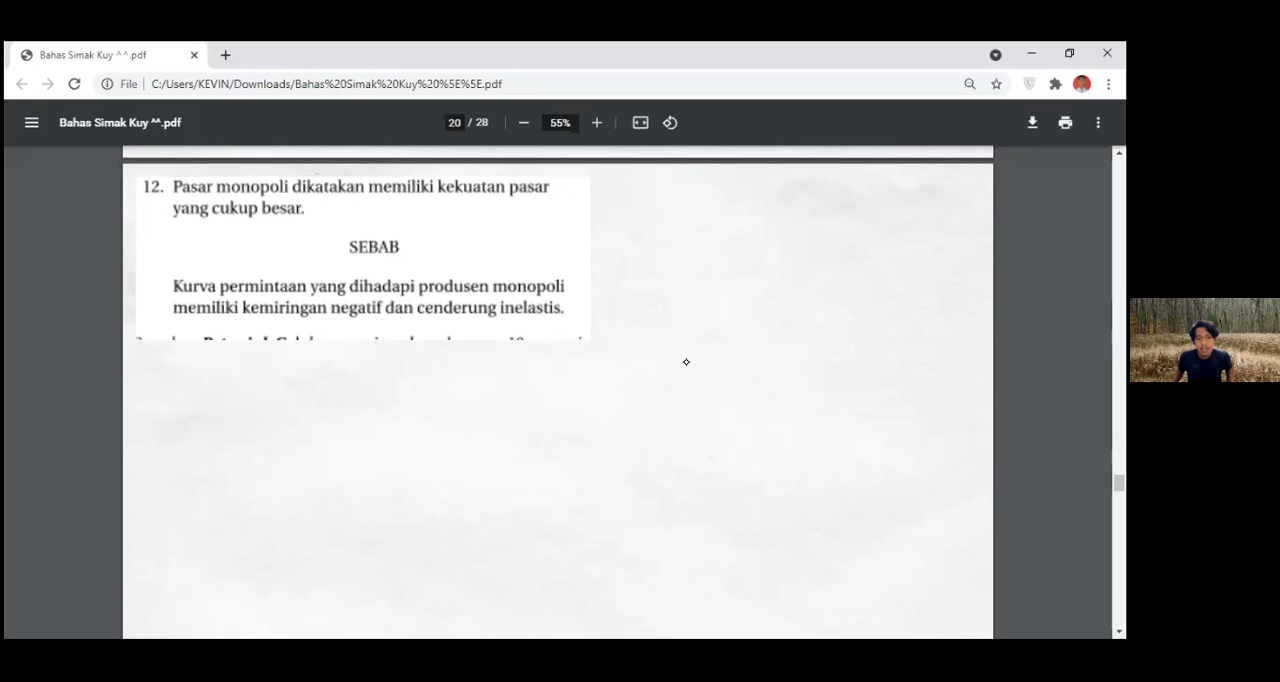 Bahas Simak Kuy ^^.pdf
File
C:/Users/KEVIN/Downloads/Bahas%20Simak%20Kuy%20%5E%5E.pdf
Bahas Simak Kuy ^^.pdf
20 / 28
55%
12. Pasar monopoli dikatakan memiliki kekuatan pasar
yang cukup besar.
SEBAB
Kurva permintaan yang dihadapi produsen monopoli
memiliki kemiringan negatif dan cenderung inelastis.